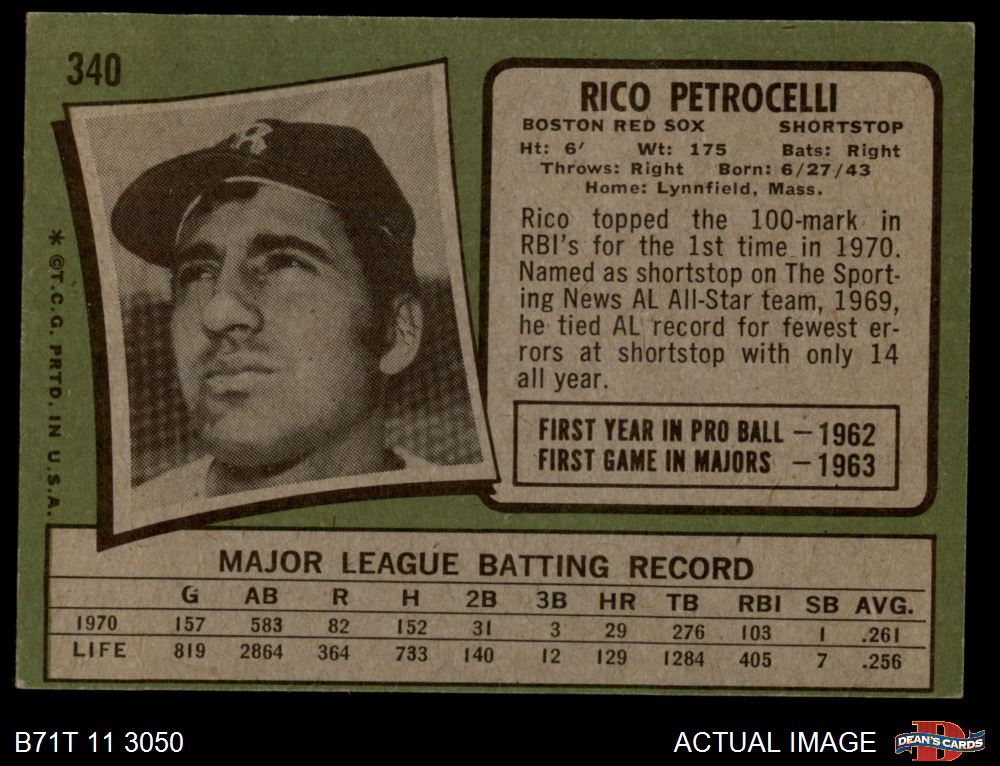 340
RICO PETROCELLI
BOSTON RED SOX SHORTSTOP
Ht: 6' Wt: 175 Bats: Right
Throws: Right Born: 6/27/43
Home: Lynnfield, Mass.
Rico topped the 100-mark in
RBI's for the 1st time in 1970.
Named as shortstop on The Sport-
ing News AL All-Star team, 1969,
he tied AL record for fewest er-
rors at shortstop with only 14
all year.
FIRST YEAR IN PRO BALL – 1962
FIRST GAME IN MAJORS – 1963
R
* ©T.C.G. PRTD. IN U.S.A.
MAJOR LEAGUE BATTING RECORD
G AB R H 2B 3B HR TB RBI SB AVG.
1970 157 583 82 152 31 3 29 276 103 1 .261
LIFE 819 2864 364 733 140 12 129 1284 405 7 .256
B71T 11 3050
ACTUAL IMAGE
D
DEAN'S CARDS